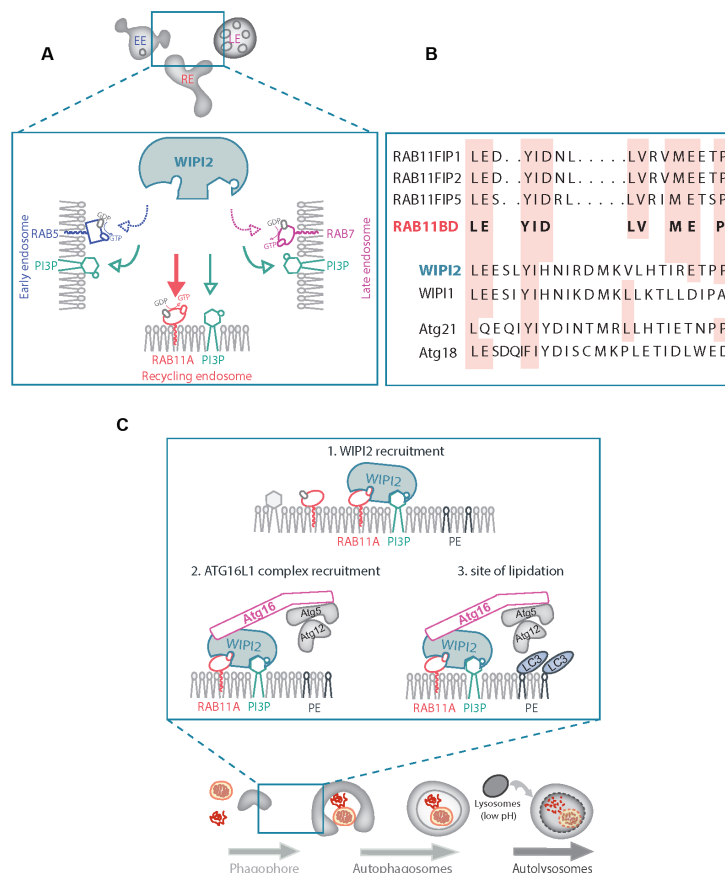 A
EE
LE
RE
WIPI2
GDP
GTP
RAB5
GDP
GTP
RAB7
PI3P
PI3P
Early endosome
Late endosome
GDP
GTP
RAB11A PI3P
Recycling endosome
B
RAB11FIP1 LED..YIDNL.....LVRVMEETP
RAB11FIP2 LED..YIDNL.....LVRVMEETP
RAB11FIP5 LES..YIDRL.....LVRIMETSP
RAB11BD LE YID LV ME P
WIPI2 LEESLYIHNIRDMKVLHTIRETPP
WIPI1 LEESIYIHNIKDMKLLKTLLDIPA
Atg21 LQEQIYIYDINTMRLLHTIETNPP
Atg18 LESDQIFIYDISCMKPLETIDLWED
C
1. WIPI2 recruitment
WIPI2
RAB11A PI3P PE
2. ATG16L1 complex recruitment
Atg16
Atg5
Atg12
WIPI2
RAB11A PI3P PE
3. site of lipidation
Atg16
Atg5
Atg12
WIPI2
LC3
LC3
RAB11A PI3P PE
Lysosomes
(low pH)
Phagophore
Autophagosomes
Autolysosomes